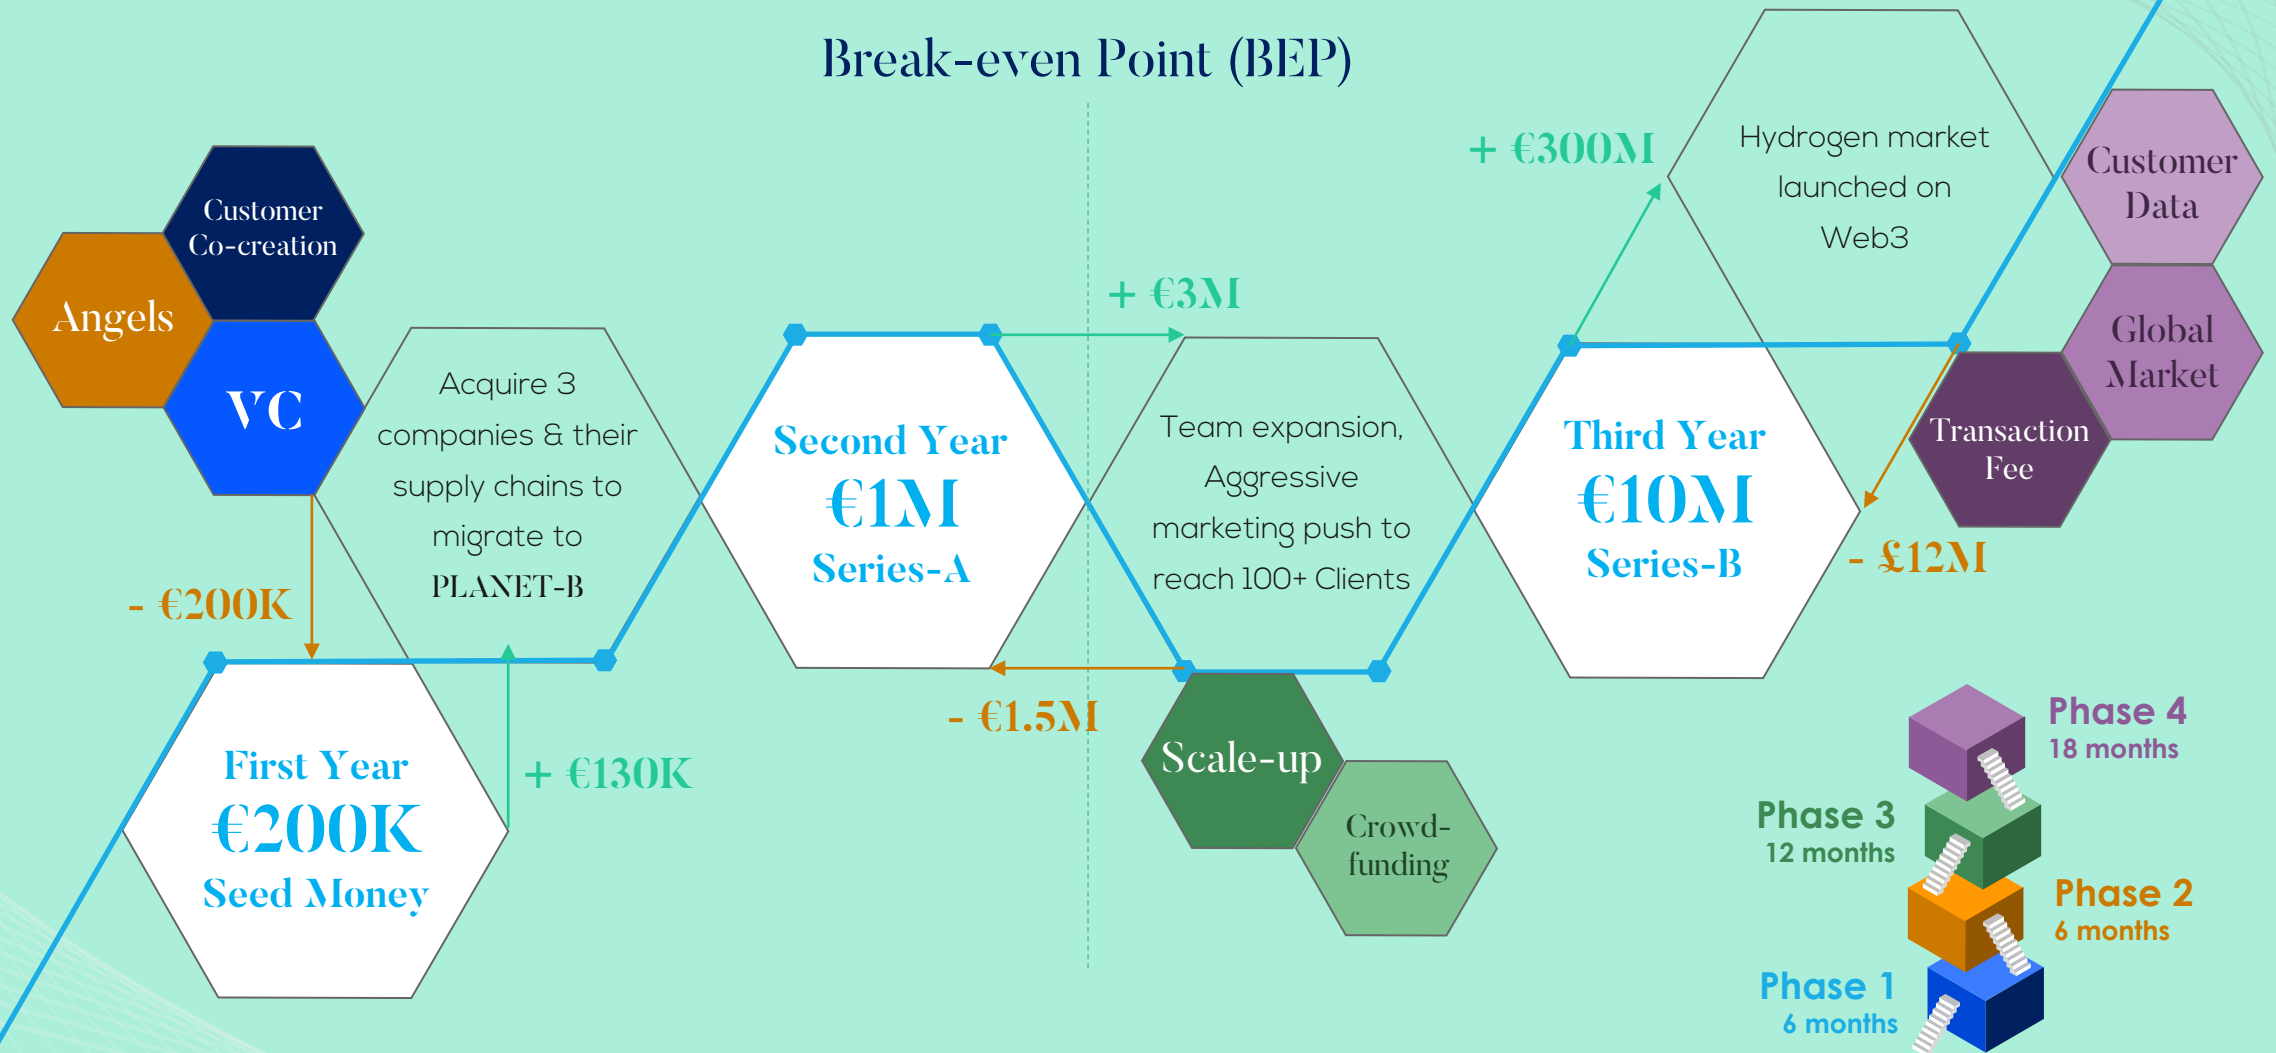 Break-even Point (BEP)
Customer
Co-creation
Angels
VC
- €200K
First Year
€200K
Seed Money
+ €130K
Acquire 3
companies & their
supply chains to
migrate to
PLANET-B
Second Year
€1M
Series-A
+ €3M
- €1.5M
Team expansion,
Aggressive
marketing push to
reach 100+ Clients
Scale-up
Crowd-
funding
Third Year
€10M
Series-B
+ €300M
- £12M
Hydrogen market
launched on
Web3
Customer
Data
Global
Market
Transaction
Fee
Phase 4
18 months
Phase 3
12 months
Phase 2
6 months
Phase 1
6 months